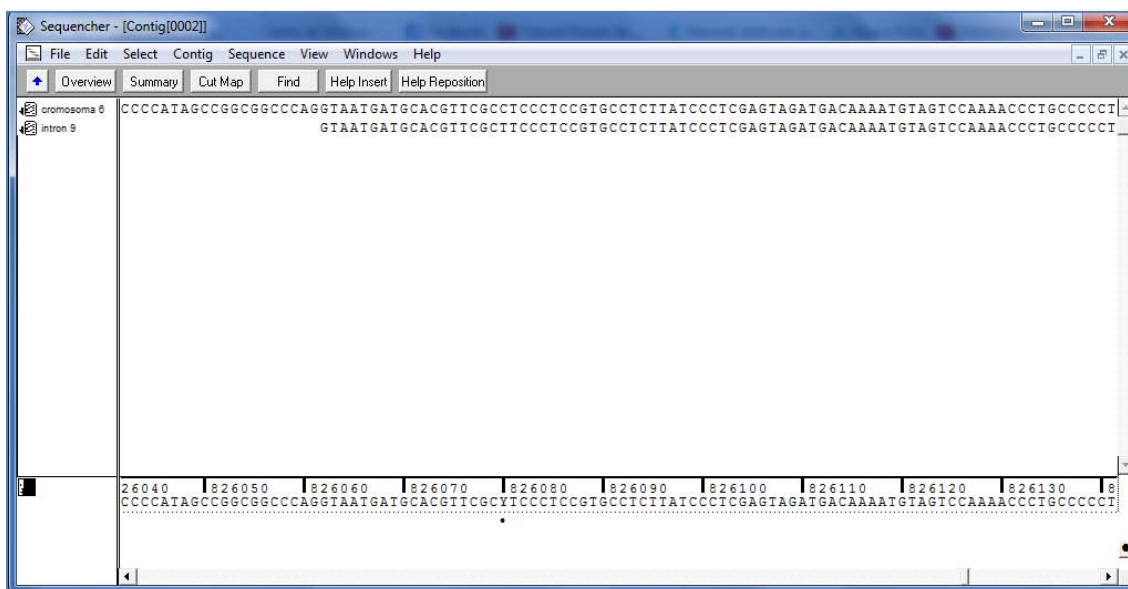 Sequencher - [Contig[0002]]
File Edit Select Contig Sequence View Windows Help
Overview Summary Cut Map Find Help Insert Help Reposition
cromosoma 6 CCCCATAGCCGGCGGCCCAGGTAATGATGCACGTTCGCCTCCCTCCGTGCCTCTTATCCCTCGAGTAGATGACAAAATGTAGTCCAAAACCCTGCCCCCT
intron 9 GTAATGATGCACGTTCGCTTCCCTCCGTGCCTCTTATCCCTCGAGTAGATGACAAAATGTAGTCCAAAACCCTGCCCCCT
26040 826050 826060 826070 826080 826090 826100 826110 826120 826130 8
CCCCATAGCCGGCGGCCCAGGTAATGATGCACGTTCGCYTCCCTCCGTGCCTCTTATCCCTCGAGTAGATGACAAAATGTAGTCCAAAACCCTGCCCCCT